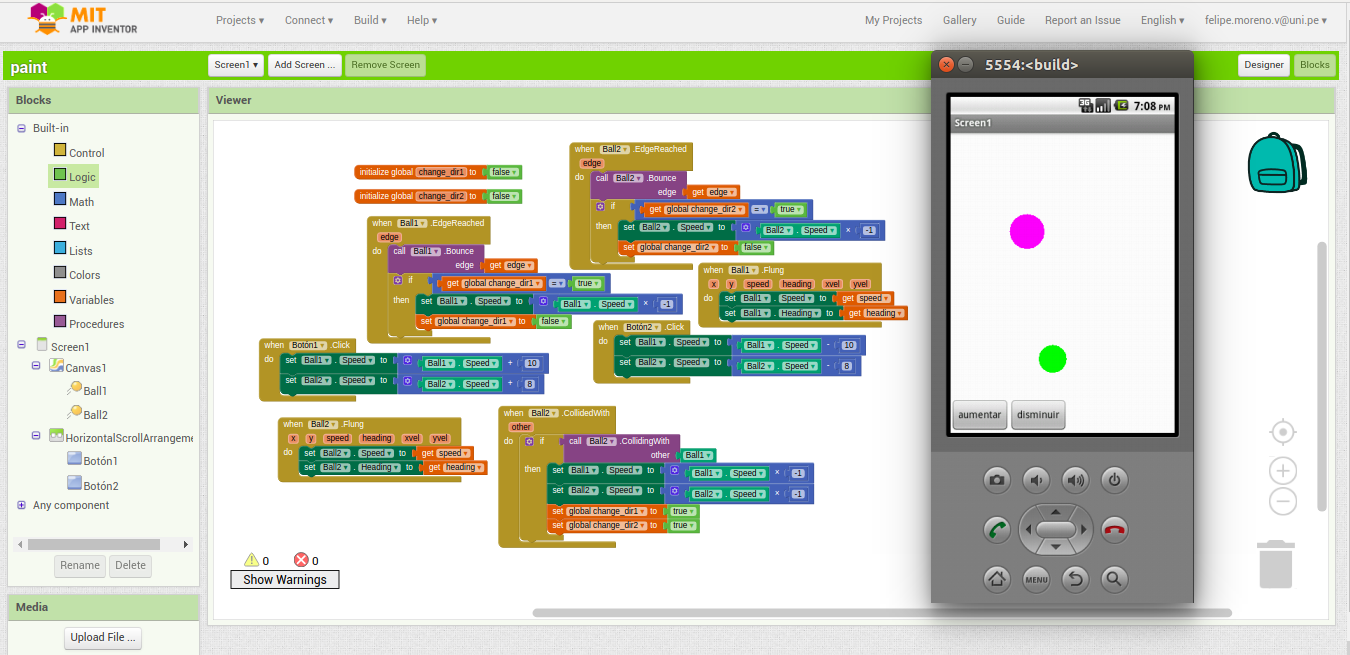 MIT
APP INVENTOR
Projects ▾ Connect ▾ Build ▾ Help ▾
My Projects Gallery Guide Report an Issue English ▾ felipe.moreno.v@uni.pe ▾
paint
Screen1 ▾ Add Screen ... Remove Screen
Designer Blocks
Blocks
Built-in
Control
Logic
Math
Text
Lists
Colors
Variables
Procedures
Screen1
Canvas1
Ball1
Ball2
HorizontalScrollArrangeme
Botón1
Botón2
Any component
Rename Delete
Media
Upload File ...
Viewer
initialize global change_dir1 to false
initialize global change_dir2 to false
when Ball1 .EdgeReached
edge
do call Ball1 .Bounce
edge get edge
if get global change_dir1 = true
then set Ball1 . Speed to Ball1 . Speed × -1
set global change_dir1 to false
when Ball2 .EdgeReached
edge
do call Ball2 .Bounce
edge get edge
if get global change_dir2 = true
then set Ball2 . Speed to Ball2 . Speed × -1
set global change_dir2 to false
when Ball1 .Flung
x y speed heading xvel yvel
do set Ball1 . Speed to get speed
set Ball1 . Heading to get heading
when Botón1 .Click
do set Ball1 . Speed to Ball1 . Speed + 10
set Ball2 . Speed to Ball2 . Speed + 8
when Botón2 .Click
do set Ball1 . Speed to Ball1 . Speed - 10
set Ball2 . Speed to Ball2 . Speed - 8
when Ball2 .Flung
x y speed heading xvel yvel
do set Ball2 . Speed to get speed
set Ball2 . Heading to get heading
when Ball2 .CollidedWith
other
do if call Ball2 .CollidingWith
other Ball1
then set Ball1 . Speed to Ball1 . Speed × -1
set Ball2 . Speed to Ball2 . Speed × -1
set global change_dir1 to true
set global change_dir2 to true
0 0
Show Warnings
5554:<build>
3G 7:08 PM
Screen1
aumentar disminuir
MENU